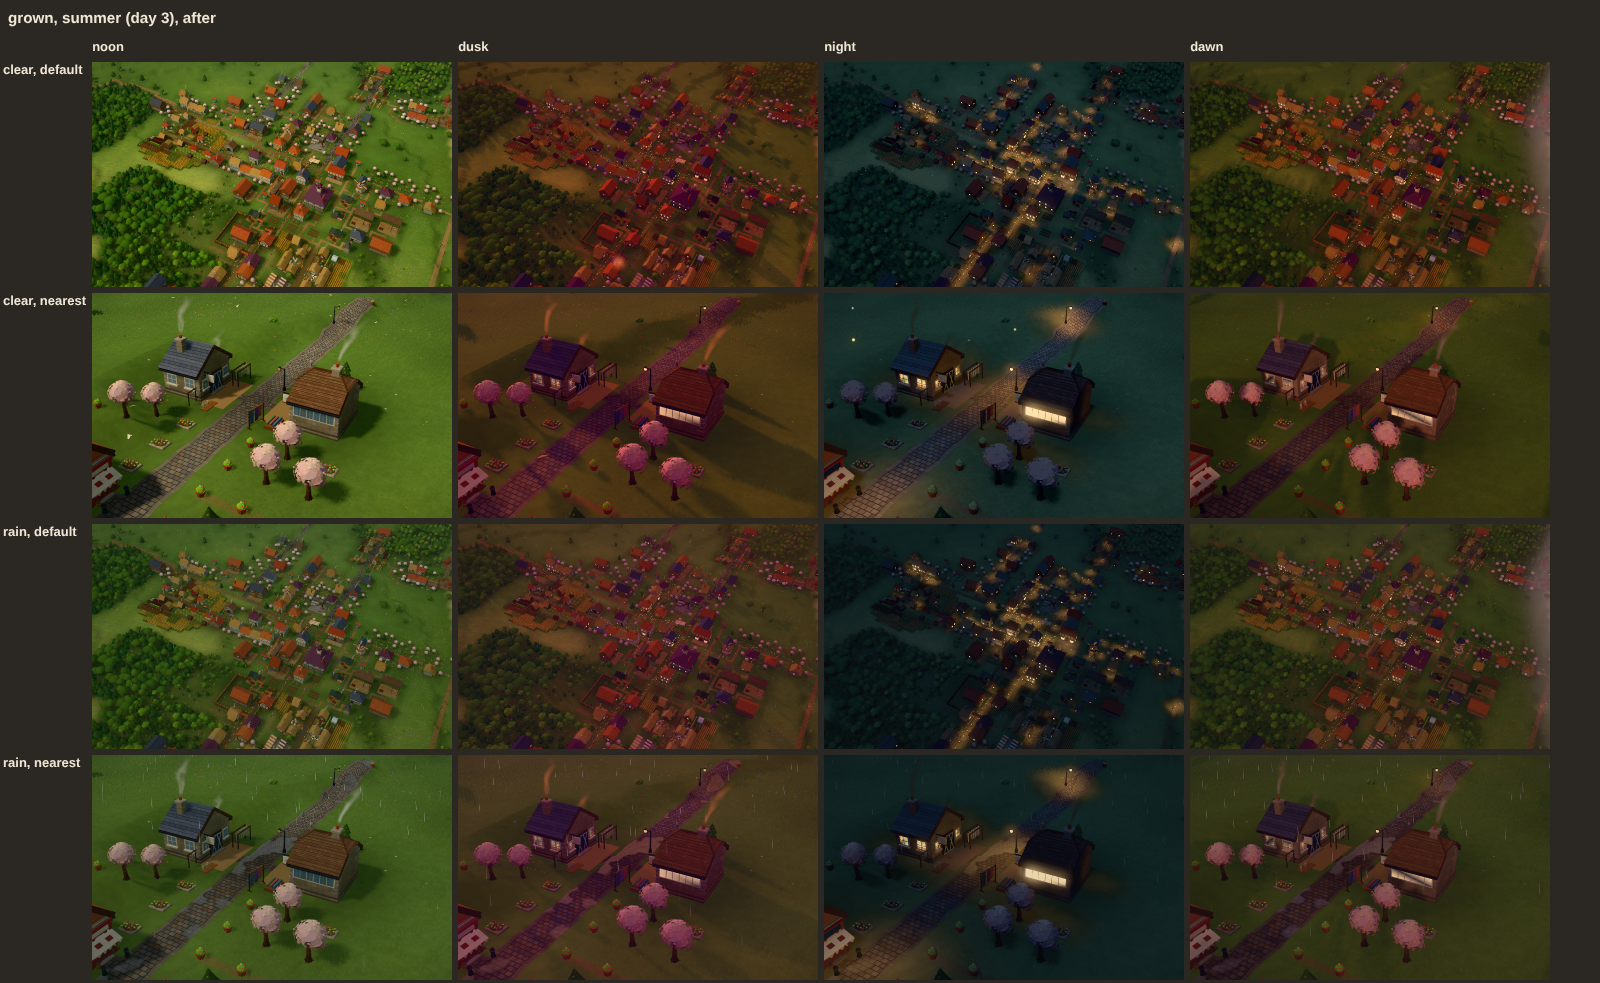 grown, summer (day 3), after
noon dusk night dawn
clear, default
clear, nearest
rain, default
rain, nearest